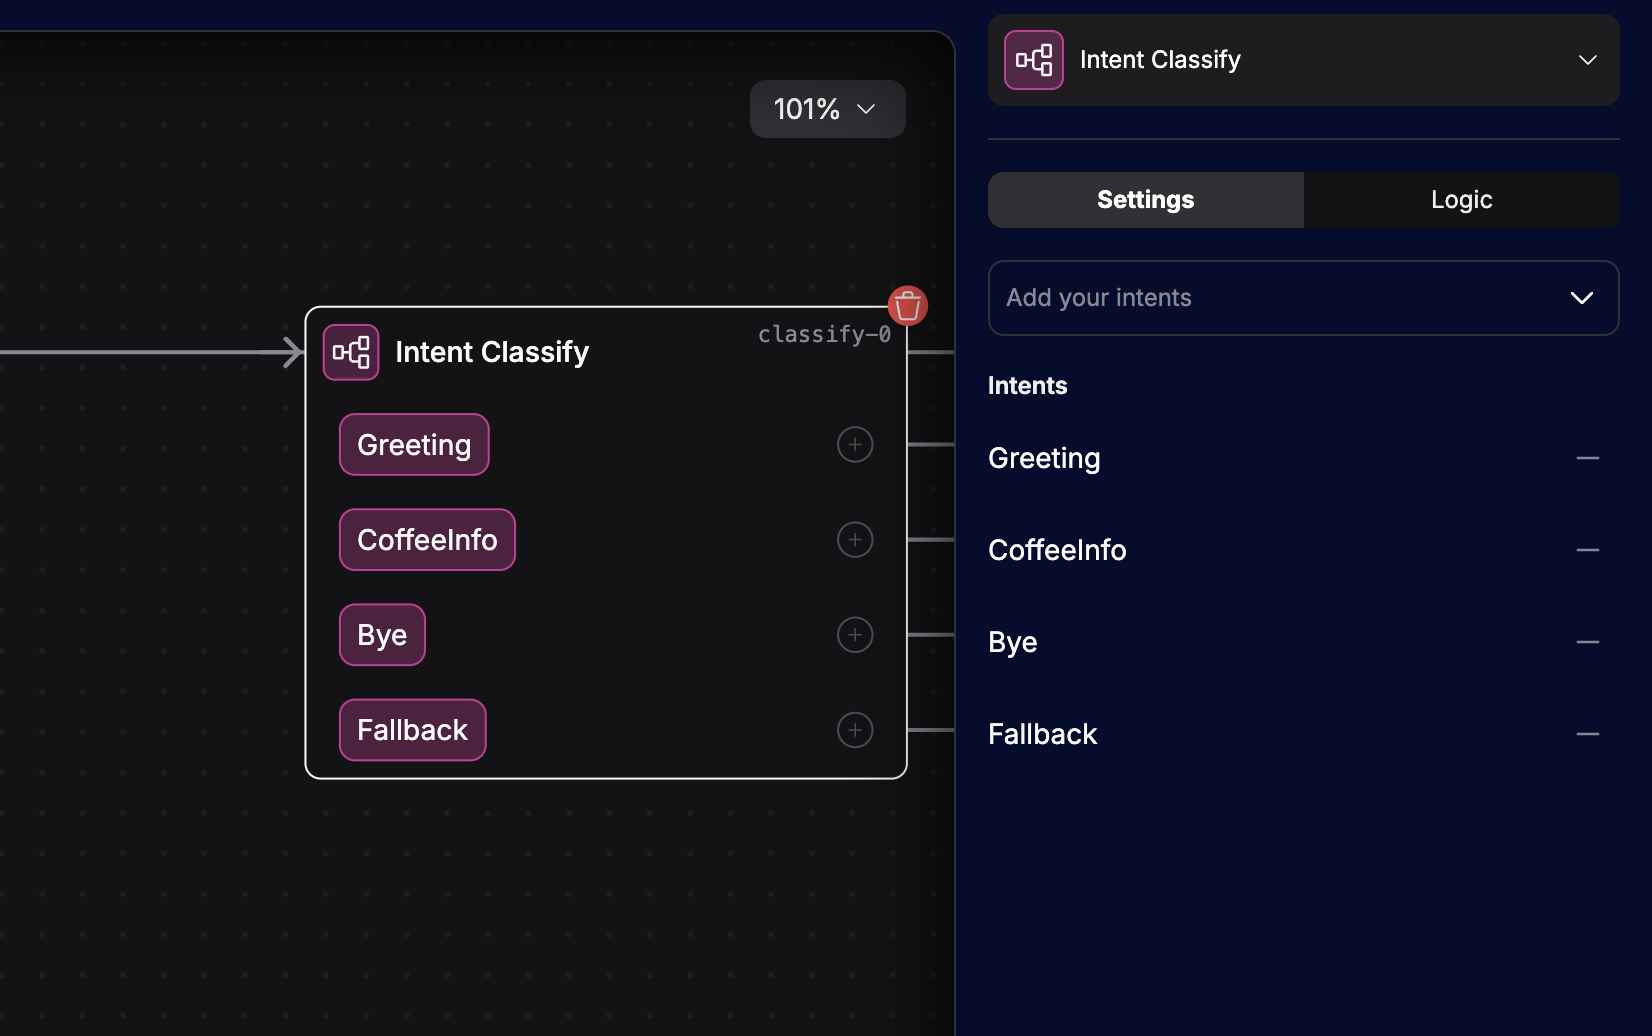 101%
Intent Classify
classify-0
Greeting
CoffeeInfo
Bye
Fallback
Intent Classify
Settings
Logic
Add your intents
Intents
Greeting
CoffeeInfo
Bye
Fallback